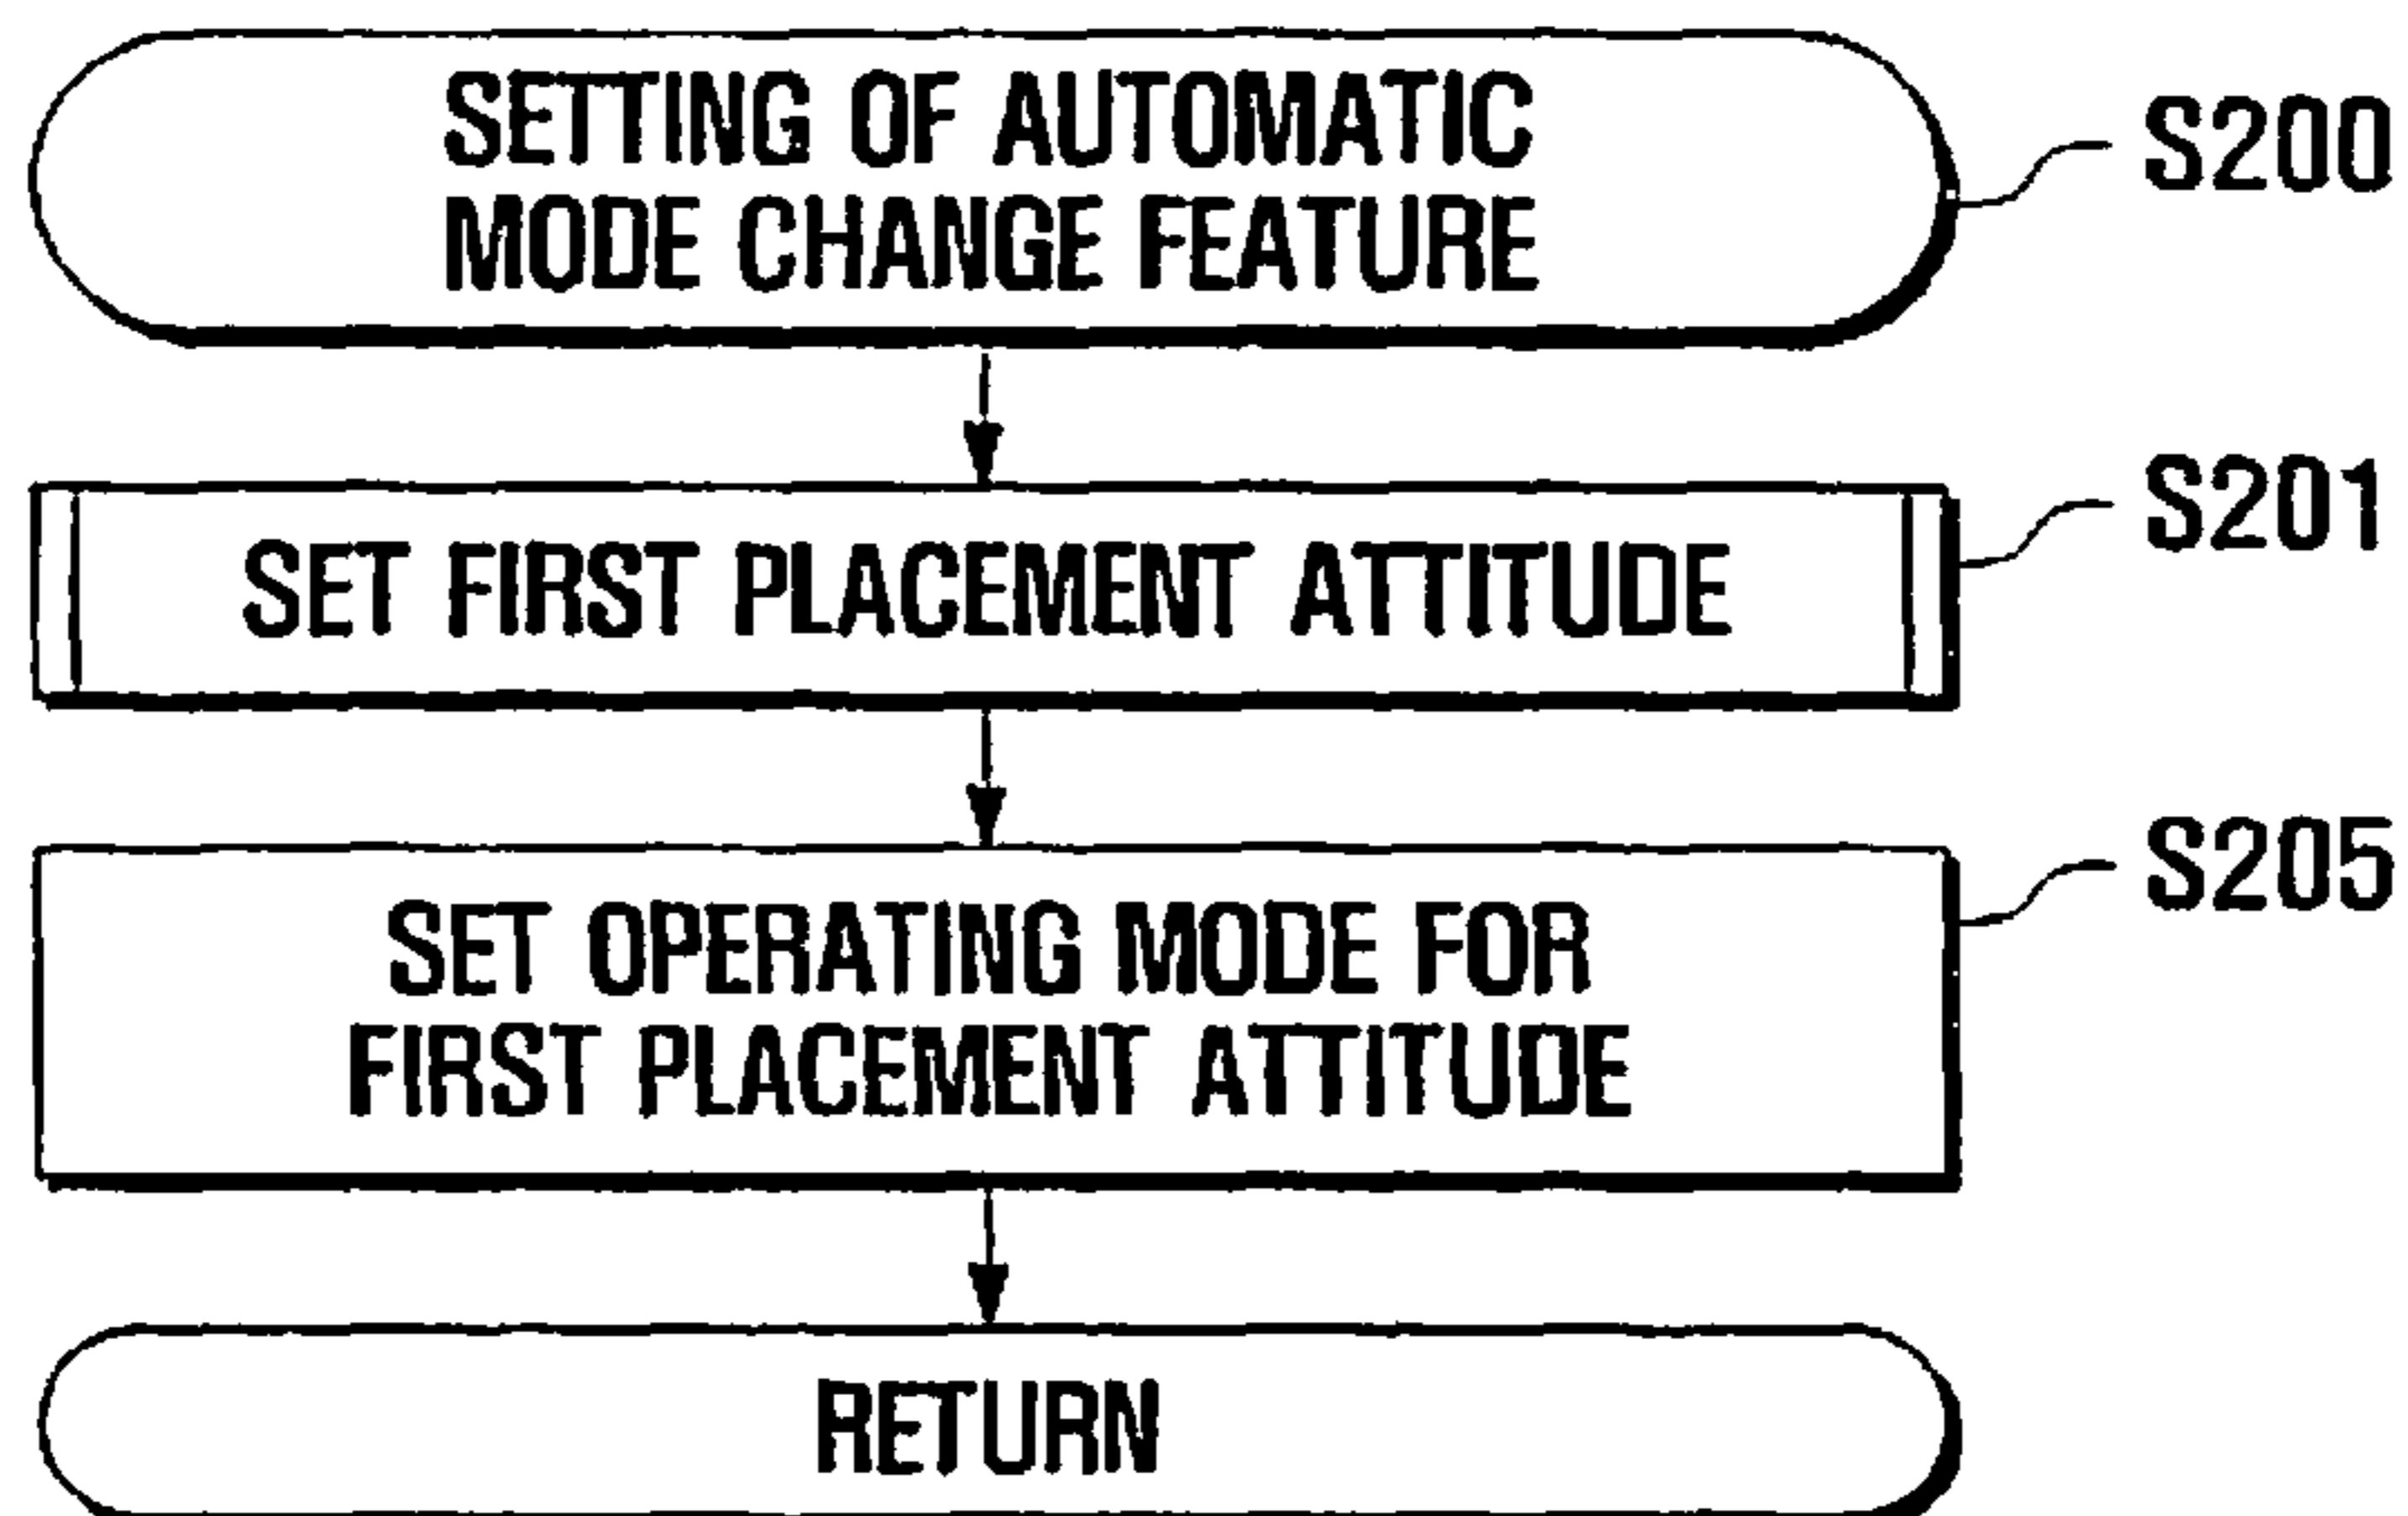 SETTING OF AUTOMATIC
MODE CHANGE FEATURE
S200
SET FIRST PLACEMENT ATTITUDE
S201
SET OPERATING MODE FOR
FIRST PLACEMENT ATTITUDE
S205
RETURN